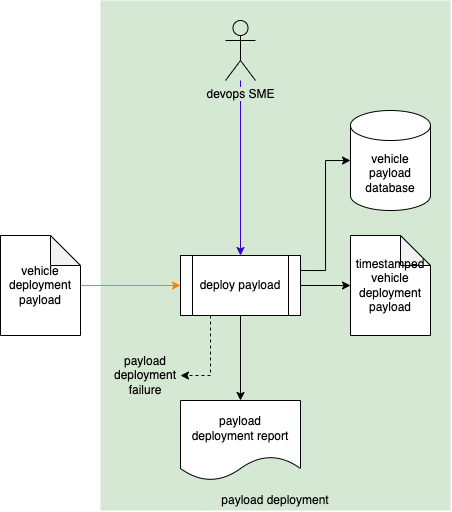 devops SME
vehicle
payload
database
vehicle
deployment
payload
deploy payload
timestamped
vehicle
deployment
payload
payload
deployment
failure
payload
deployment report
payload deployment